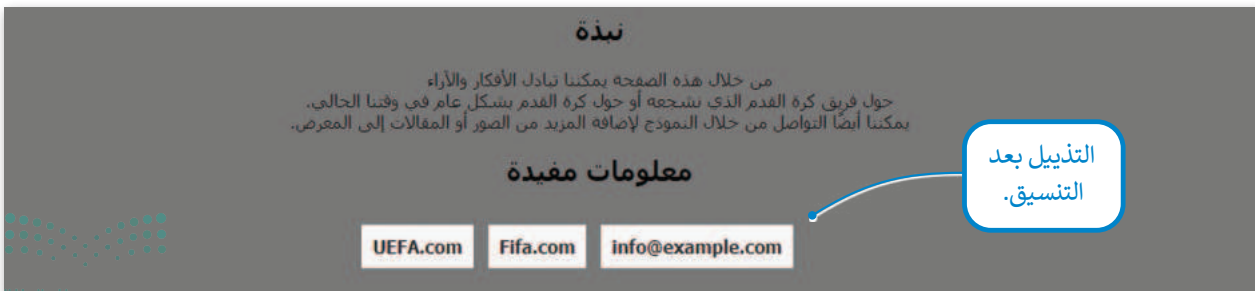 نبذة
من خلال هذه الصفحة يمكننا تبادل الأفكار والآراء
حول فريق كرة القدم الذي نشجعه أو حول كرة القدم بشكل عام في وقتنا الحالي.
يمكننا أيضًا التواصل من خلال النموذج لإضافة المزيد من الصور أو المقالات إلى المعرض.
معلومات مفيدة
UEFA.com Fifa.com info@example.com
التذييل بعد
التنسيق.